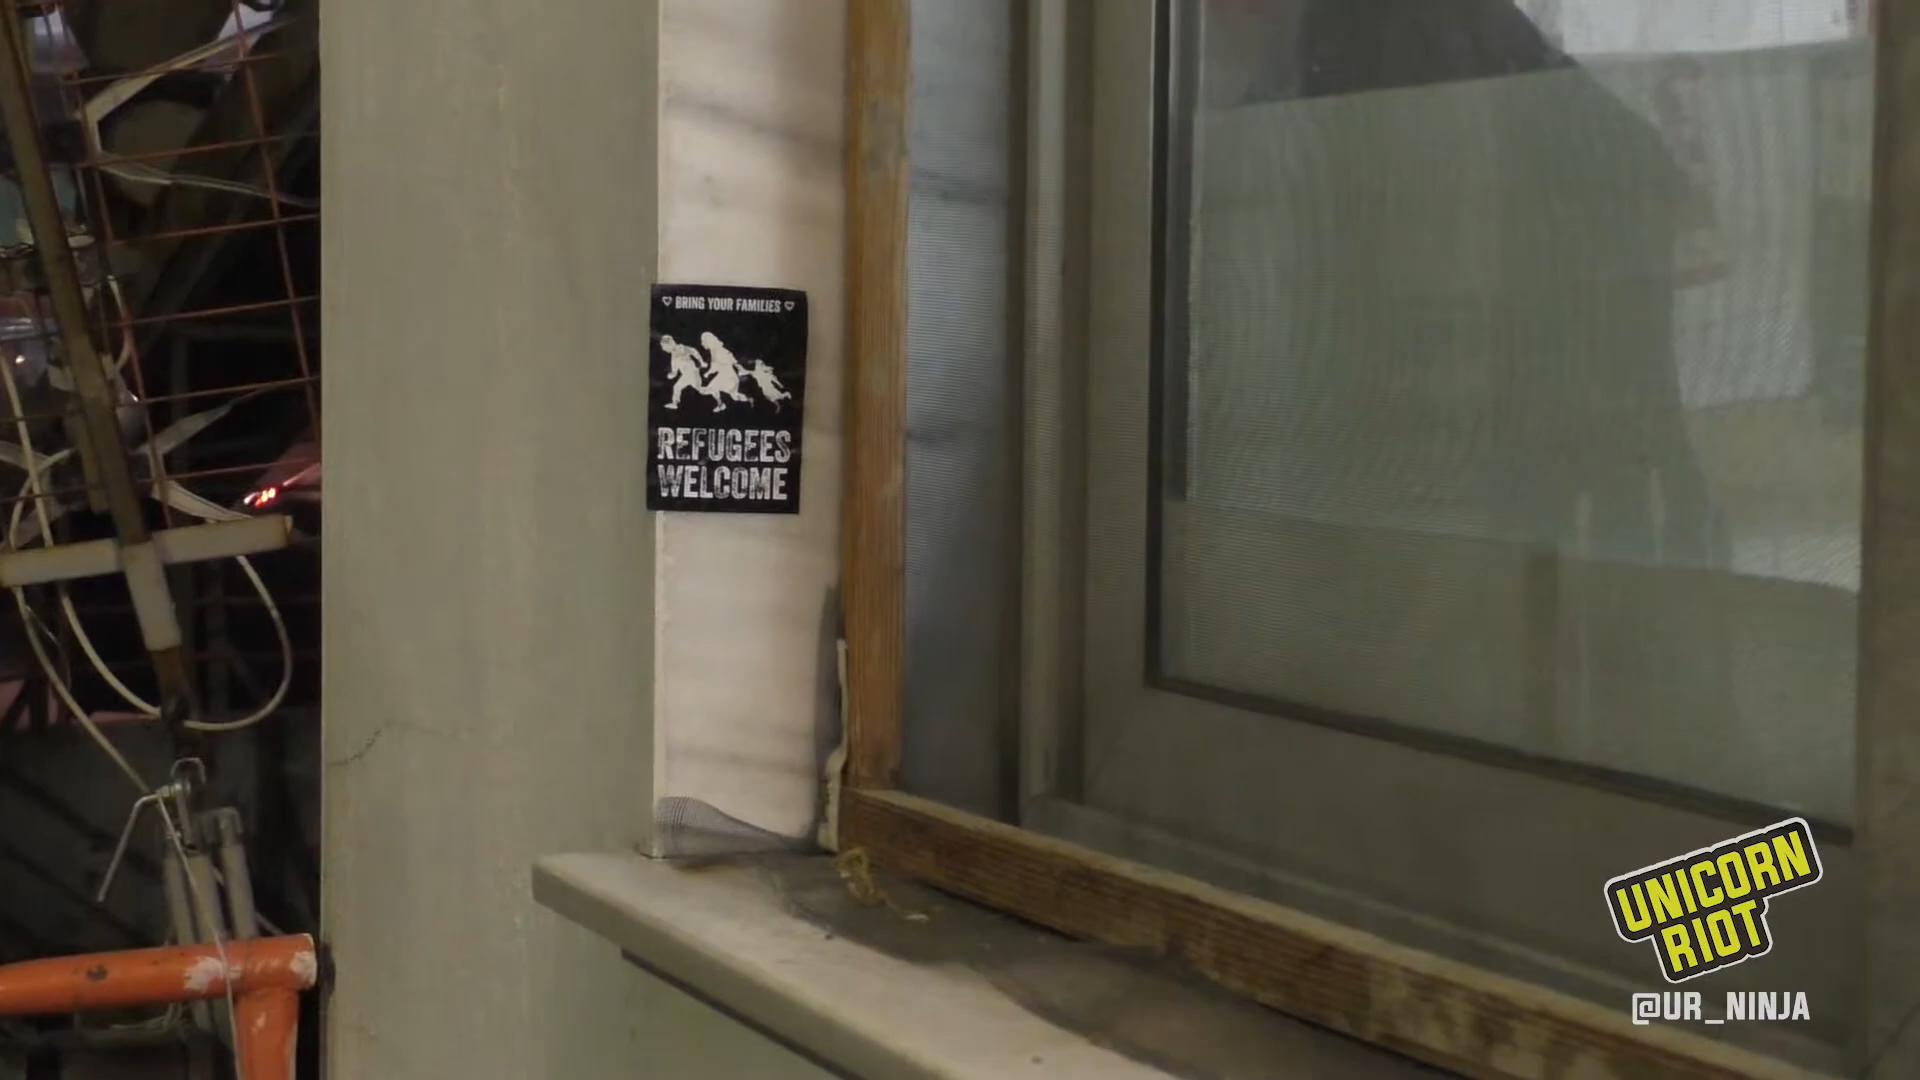 ♡ BRING YOUR FAMILIES ♡
REFUGEES
WELCOME
UNICORN
RIOT
@UR_NINJA